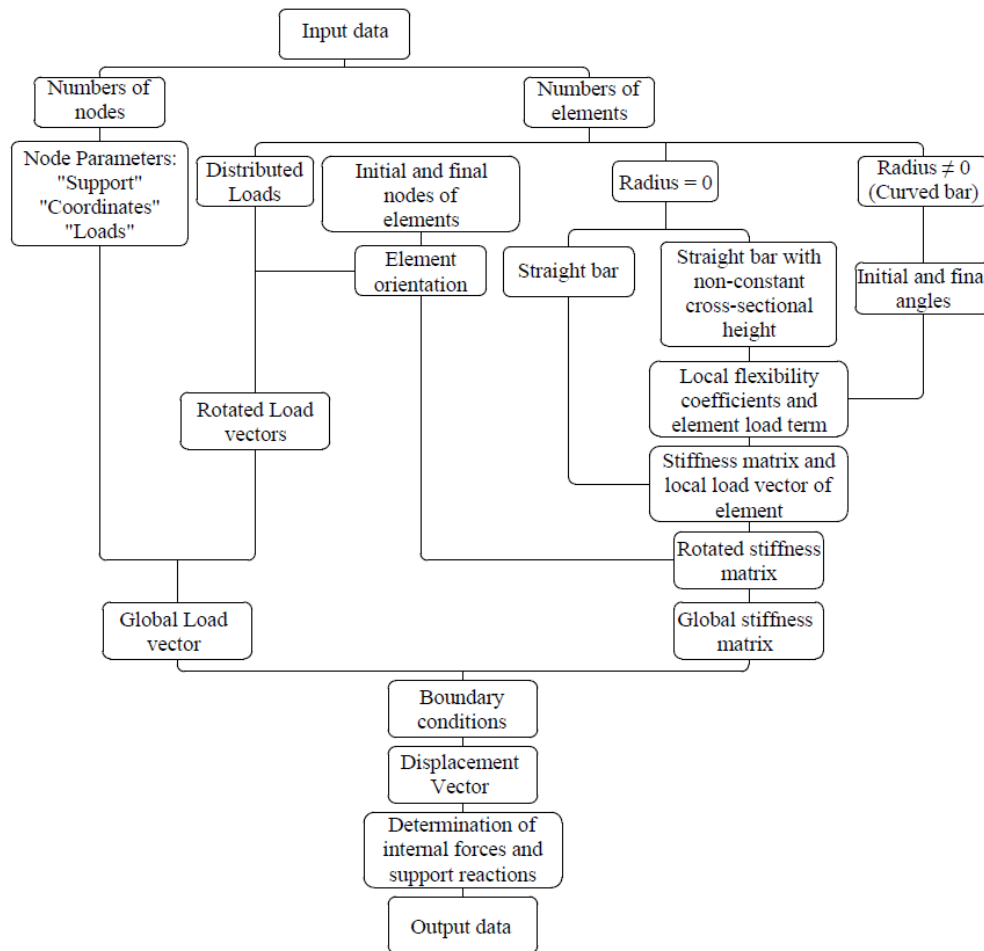 Input data
Numbers of
nodes
Numbers of
elements
Node Parameters:
"Support"
"Coordinates"
"Loads"
Distributed
Loads
Initial and final
nodes of
elements
Radius = 0
Radius ≠ 0
(Curved bar)
Element
orientation
Straight bar
Straight bar with
non-constant
cross-sectional
height
Initial and final
angles
Local flexibility
coefficients and
element load term
Rotated Load
vectors
Stiffness matrix and
local load vector of
element
Rotated stiffness
matrix
Global Load
vector
Global stiffness
matrix
Boundary
conditions
Displacement
Vector
Determination of
internal forces and
support reactions
Output data